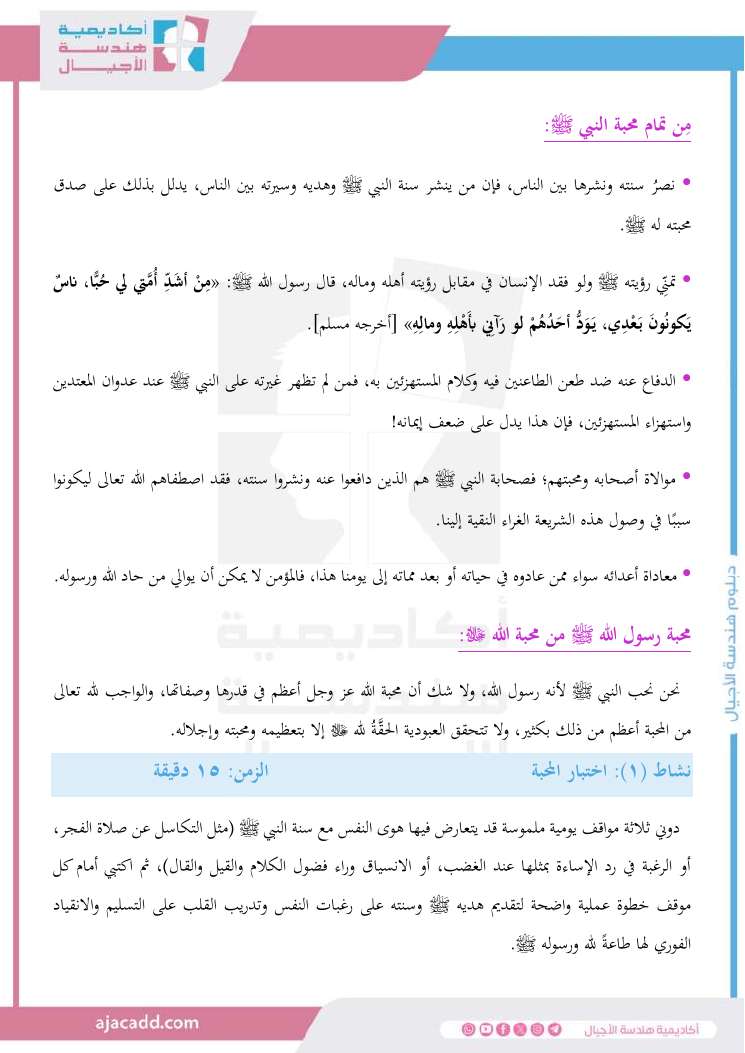 أكاديمية
هندسة
الأجيال
مِن تمام محبة النبي ﷺ:
• نصرُ سنته ونشرها بين الناس، فإن من ينشر سنة النبي ﷺ وهديه وسيرته بين الناس، يدلل بذلك على صدق
محبته له ﷺ.
• تمنِّي رؤيته ﷺ ولو فقد الإنسان في مقابل رؤيته أهله وماله، قال رسول الله ﷺ: «مِنْ أشَدِّ أُمَّتي لي حُبًّا، ناسٌ
يَكونُونَ بَعْدِي، يَوَدُّ أحَدُهُمْ لو رَآنِي بأَهْلِهِ ومالِهِ» [أخرجه مسلم].
• الدفاع عنه ضد طعن الطاعنين فيه وكلام المستهزئين به، فمن لم تظهر غيرته على النبي ﷺ عند عدوان المعتدين
واستهزاء المستهزئين، فإن هذا يدل على ضعف إيمانه!
• موالاة أصحابه ومحبتهم؛ فصحابة النبي ﷺ هم الذين دافعوا عنه ونشروا سنته، فقد اصطفاهم الله تعالى ليكونوا
سببًا في وصول هذه الشريعة الغراء النقية إلينا.
• معاداة أعدائه سواء ممن عادوه في حياته أو بعد مماته إلى يومنا هذا، فالمؤمن لا يمكن أن يوالي من حاد الله ورسوله.
محبة رسول الله ﷺ من محبة الله ﷻ:
نحن نحب النبي ﷺ لأنه رسول الله، ولا شك أن محبة الله عز وجل أعظم في قدرها وصفاتها، والواجب لله تعالى
من المحبة أعظم من ذلك بكثير، ولا تتحقق العبودية الحقَّةُ لله ﷻ إلا بتعظيمه ومحبته وإجلاله.
نشاط (١): اختبار المحبة الزمن: ١٥ دقيقة
دوني ثلاثة مواقف يومية ملموسة قد يتعارض فيها هوى النفس مع سنة النبي ﷺ (مثل التكاسل عن صلاة الفجر،
أو الرغبة في رد الإساءة بمثلها عند الغضب، أو الانسياق وراء فضول الكلام والقيل والقال)، ثم اكتبي أمام كل
موقف خطوة عملية واضحة لتقديم هديه ﷺ وسنته على رغبات النفس وتدريب القلب على التسليم والانقياد
الفوري لها طاعةً لله ورسوله ﷺ.
دبلوم هندسة الأجيال
أكاديمية
هندسة
الأجيال
أكاديمية هندسة الأجيال
ajacadd.com